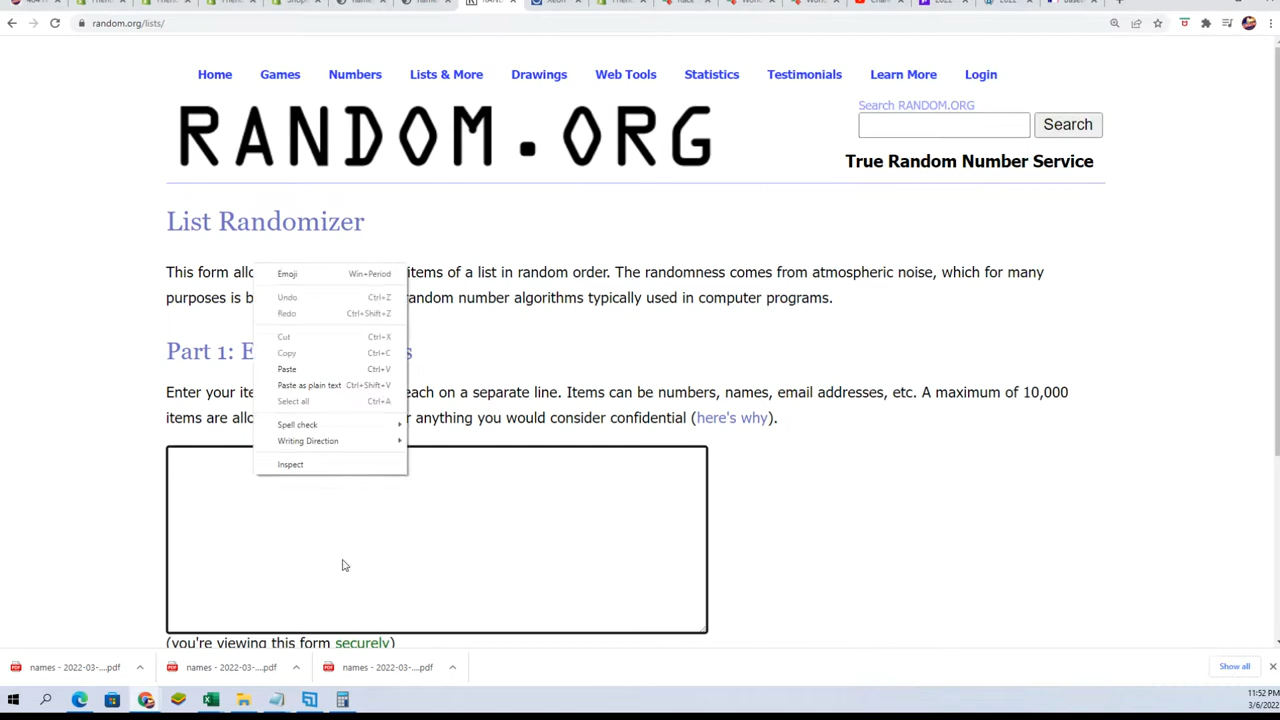 random.org/lists/
Home Games Numbers Lists & More Drawings Web Tools Statistics Testimonials Learn More Login
RANDOM.ORG
Search RANDOM.ORG
Search
True Random Number Service
List Randomizer
This form allo items of a list in random order. The randomness comes from atmospheric noise, which for many
purposes is b random number algorithms typically used in computer programs.
Emoji Win+Period
Undo Ctrl+Z
Redo Ctrl+Shift+Z
Cut Ctrl+X
Copy Ctrl+C
Paste Ctrl+V
Paste as plain text Ctrl+Shift+V
Select all Ctrl+A
Spell check
Writing Direction
Inspect
Part 1: E s
Enter your ite each on a separate line. Items can be numbers, names, email addresses, etc. A maximum of 10,000
items are allo r anything you would consider confidential (here's why).
(you're viewing this form securely)
names - 2022-03-....pdf names - 2022-03-....pdf names - 2022-03-....pdf Show all
11:52 PM
3/6/2022